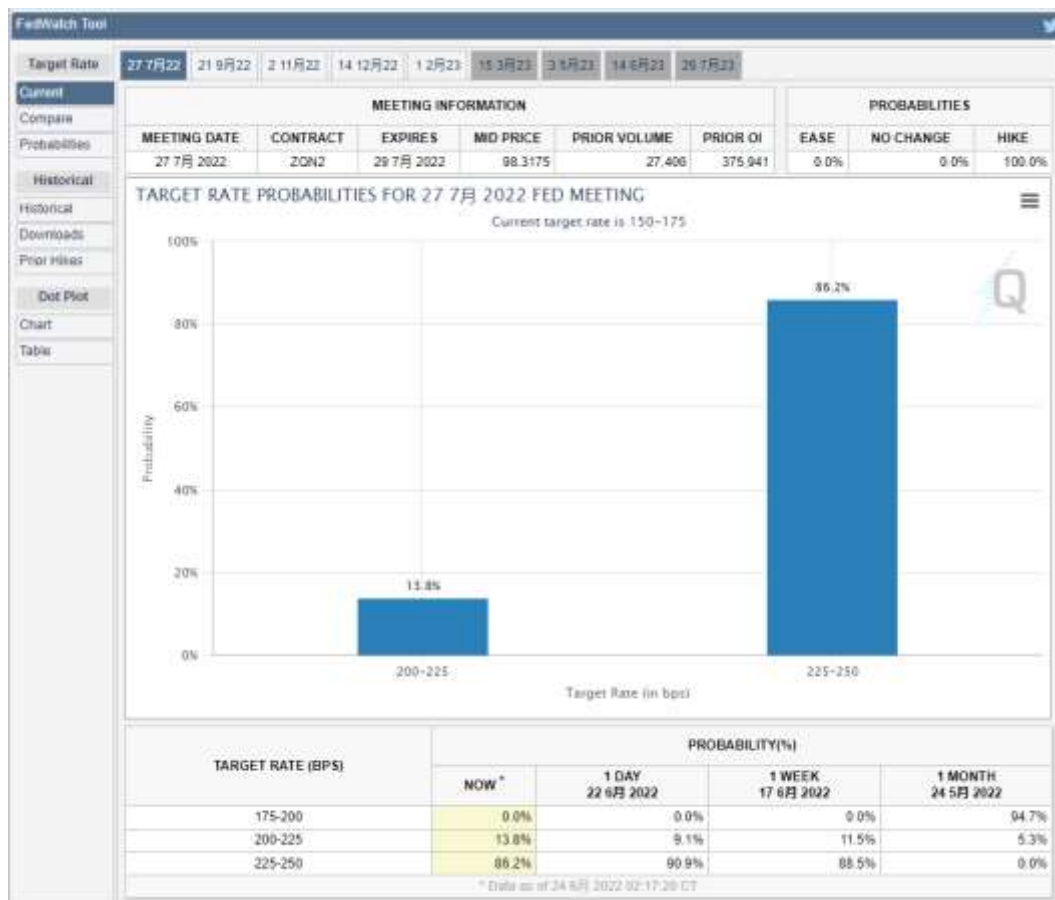 FedWatch Tool
Target Rate
Current
Compare
Probabilities
Historical
Historical
Downloads
Prior Hikes
Dot Plot
Chart
Table
27 7月22 21 9月22 2 11月22 14 12月22 1 2月23 15 3月23 3 5月23 14 6月23 26 7月23
MEETING INFORMATION PROBABILITIES
MEETING DATE CONTRACT EXPIRES MID PRICE PRIOR VOLUME PRIOR OI EASE NO CHANGE HIKE
27 7月 2022 ZQN2 29 7月 2022 98.3175 27,406 375,941 0.0% 0.0% 100.0%
TARGET RATE PROBABILITIES FOR 27 7月 2022 FED MEETING
Current target rate is 150-175
100%
80%
60%
40%
20%
0%
Probability
86.2%
13.8%
Q
200-225 225-250
Target Rate (in bps)
TARGET RATE (BPS) PROBABILITY(%)
NOW * 1 DAY 22 6月 2022 1 WEEK 17 6月 2022 1 MONTH 24 5月 2022
175-200 0.0% 0.0% 0.0% 94.7%
200-225 13.8% 9.1% 11.5% 5.3%
225-250 86.2% 90.9% 88.5% 0.0%
* Data as of 24 6月 2022 02:17:20 CT